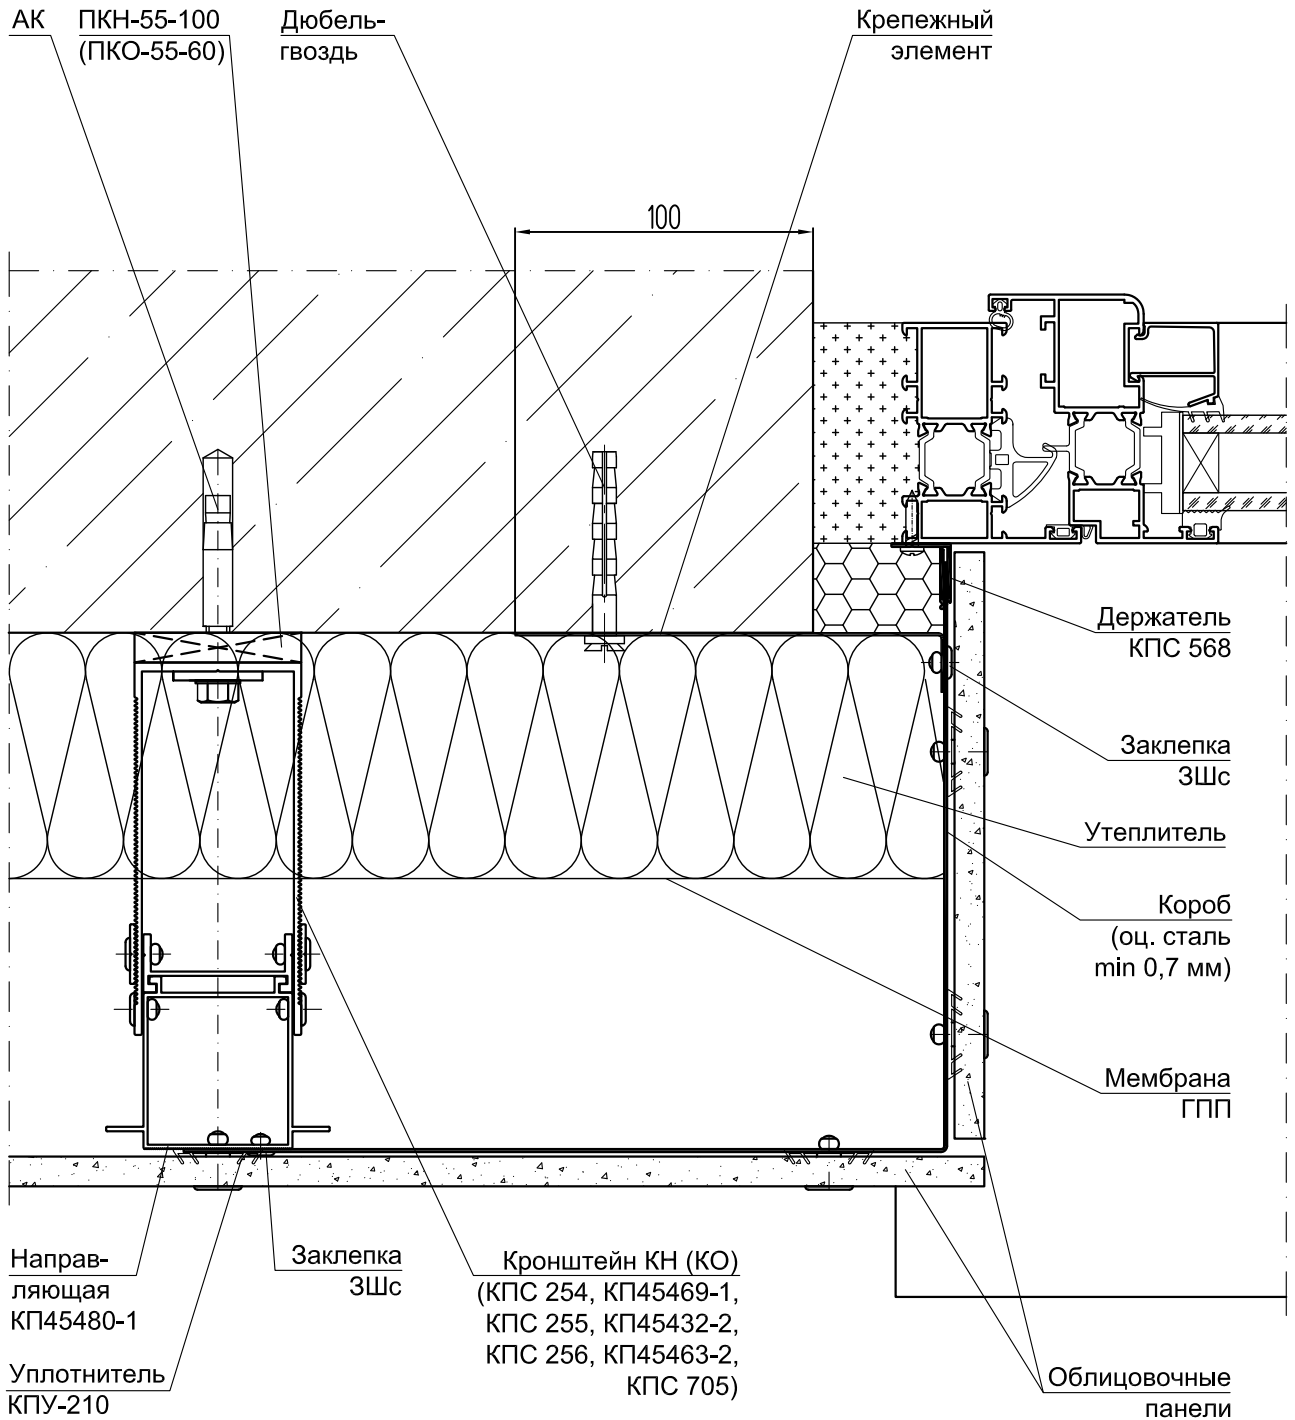 АК
ПКН-55-100
(ПКО-55-60)
Дюбель-
гвоздь
Крепежный
элемент
100
Держатель
КПС 568
Заклепка
ЗШс
Утеплитель
Короб
(оц. сталь
min 0,7 мм)
Мембрана
ГПП
Направ-
ляющая
КП45480-1
Заклепка
ЗШс
Кронштейн КН (КО)
(КПС 254, КП45469-1,
КПС 255, КП45432-2,
КПС 256, КП45463-2,
КПС 705)
Уплотнитель
КПУ-210
Облицовочные
панели